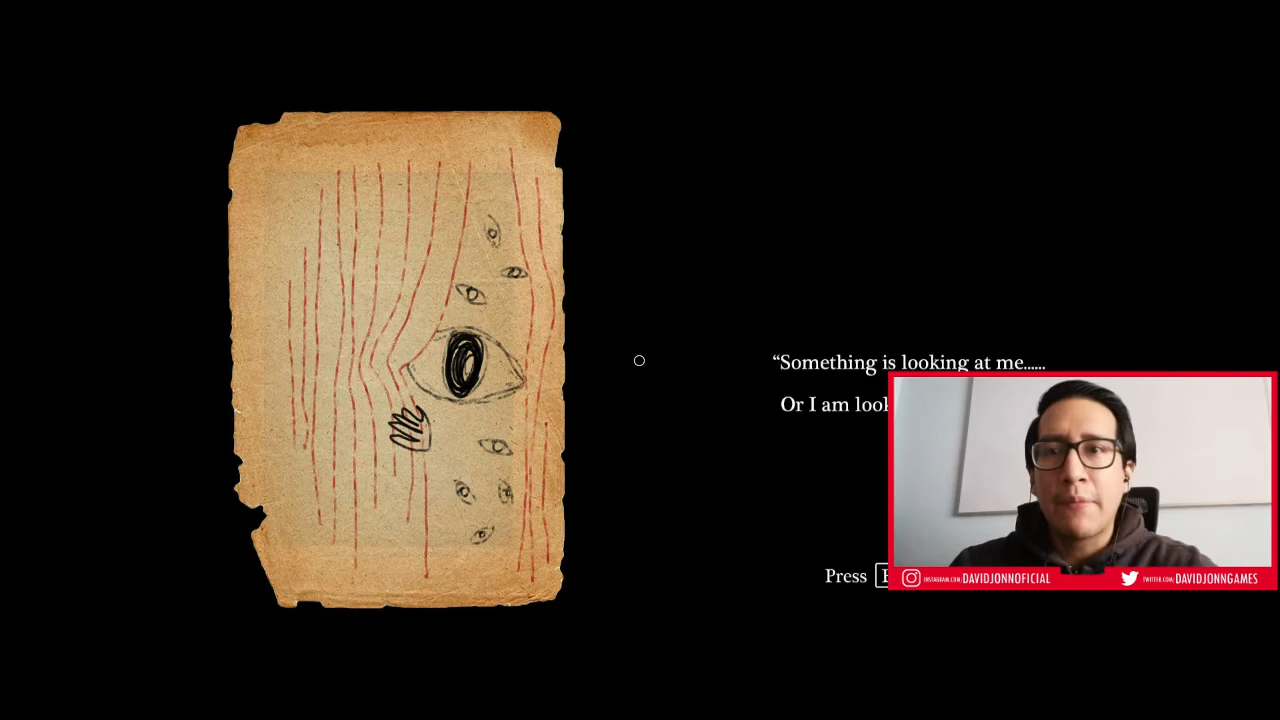 “Something is looking at me......
Or I am look
Press E
INSTAGRAM.COM/DAVIDJONNOFICIAL
TWITTER.COM/DAVIDJONNGAMES